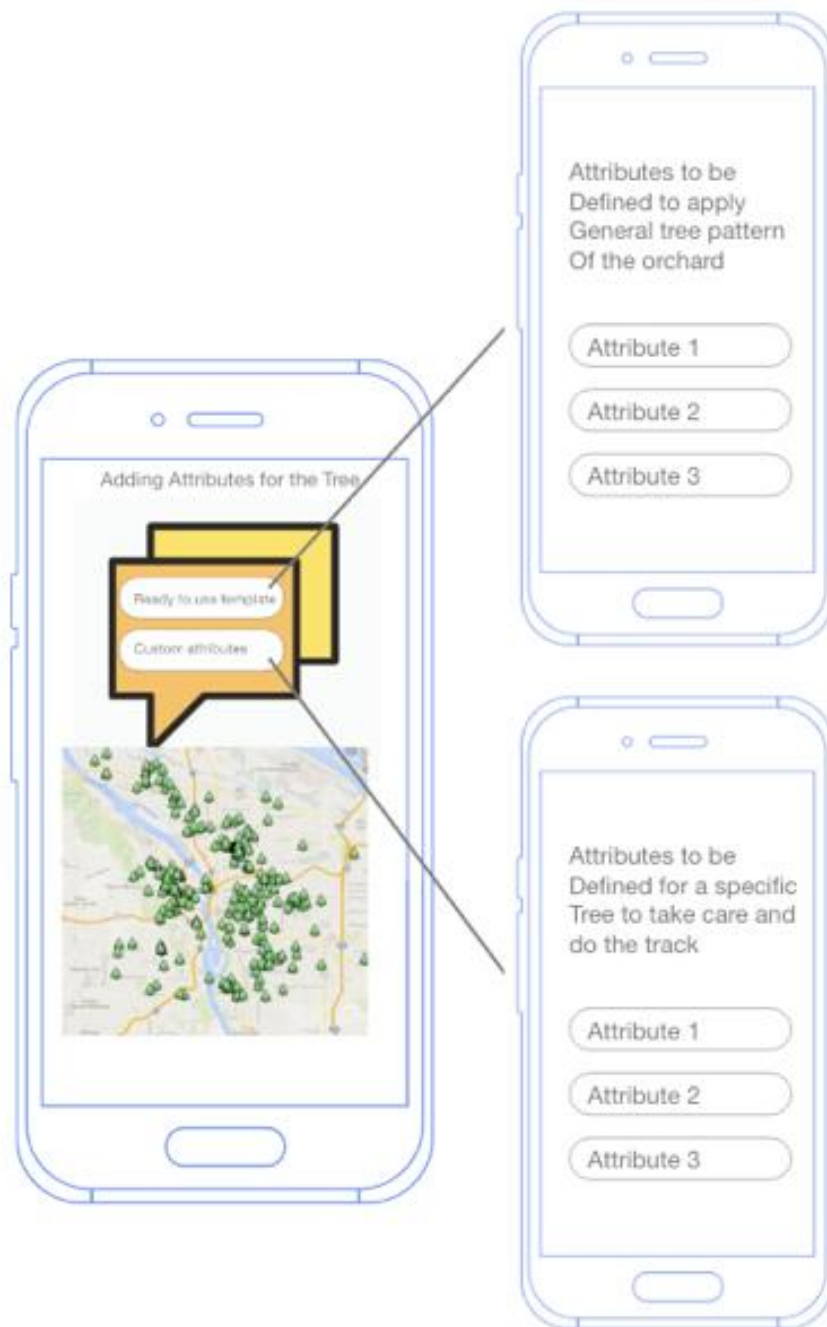 Adding Attributes for the Tree
Ready to use template
Custom attributes
Attributes to be
Defined to apply
General tree pattern
Of the orchard
Attribute 1
Attribute 2
Attribute 3
Attributes to be
Defined for a specific
Tree to take care and
do the track
Attribute 1
Attribute 2
Attribute 3